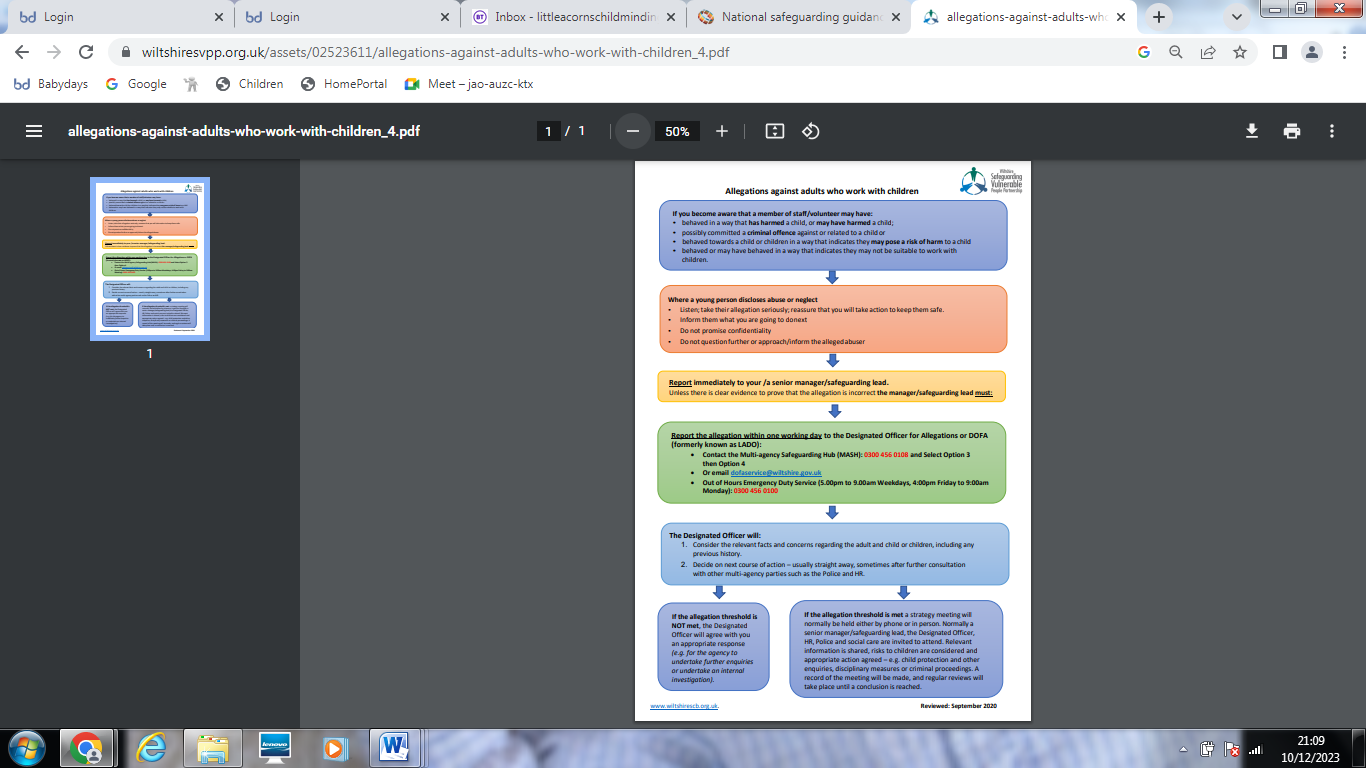 Login
Login
Inbox - littleacornschildmindin
National safeguarding guidanc
allegations-against-adults-who
wiltshiresvpp.org.uk/assets/02523611/allegations-against-adults-who-work-with-children_4.pdf
Babydays
Google
Children
HomePortal
Meet – jao-auzc-ktx
allegations-against-adults-who-work-with-children_4.pdf
1 / 1
50%
1
Wiltshire
Safeguarding
Vulnerable
People Partnership
Allegations against adults who work with children
If you become aware that a member of staff/volunteer may have:
• behaved in a way that has harmed a child, or may have harmed a child;
• possibly committed a criminal offence against or related to a child or
• behaved towards a child or children in a way that indicates they may pose a risk of harm to a child
• behaved or may have behaved in a way that indicates they may not be suitable to work with
children.
Where a young person discloses abuse or neglect
• Listen; take their allegation seriously; reassure that you will take action to keep them safe.
• Inform them what you are going to donext
• Do not promise confidentiality
• Do not question further or approach/inform the alleged abuser
Report immediately to your /a senior manager/safeguarding lead.
Unless there is clear evidence to prove that the allegation is incorrect the manager/safeguarding lead must:
Report the allegation within one working day to the Designated Officer for Allegations or DOFA
(formerly known as LADO):
• Contact the Multi-agency Safeguarding Hub (MASH): 0300 456 0108 and Select Option 3
then Option 4
• Or email dofaservice@wiltshire.gov.uk
• Out of Hours Emergency Duty Service (5.00pm to 9.00am Weekdays, 4:00pm Friday to 9:00am
Monday): 0300 456 0100
The Designated Officer will:
1. Consider the relevant facts and concerns regarding the adult and child or children, including any
previous history.
2. Decide on next course of action – usually straight away, sometimes after further consultation
with other multi-agency parties such as the Police and HR.
If the allegation threshold is
NOT met, the Designated
Officer will agree with you
an appropriate response
(e.g. for the agency to
undertake further enquiries
or undertake an internal
investigation).
If the allegation threshold is met a strategy meeting will
normally be held either by phone or in person. Normally a
senior manager/safeguarding lead, the Designated Officer,
HR, Police and social care are invited to attend. Relevant
information is shared, risks to children are considered and
appropriate action agreed – e.g. child protection and other
enquiries, disciplinary measures or criminal proceedings. A
record of the meeting will be made, and regular reviews will
take place until a conclusion is reached.
www.wiltshirescb.org.uk.
Reviewed: September 2020
lenovo
21:09
10/12/2023